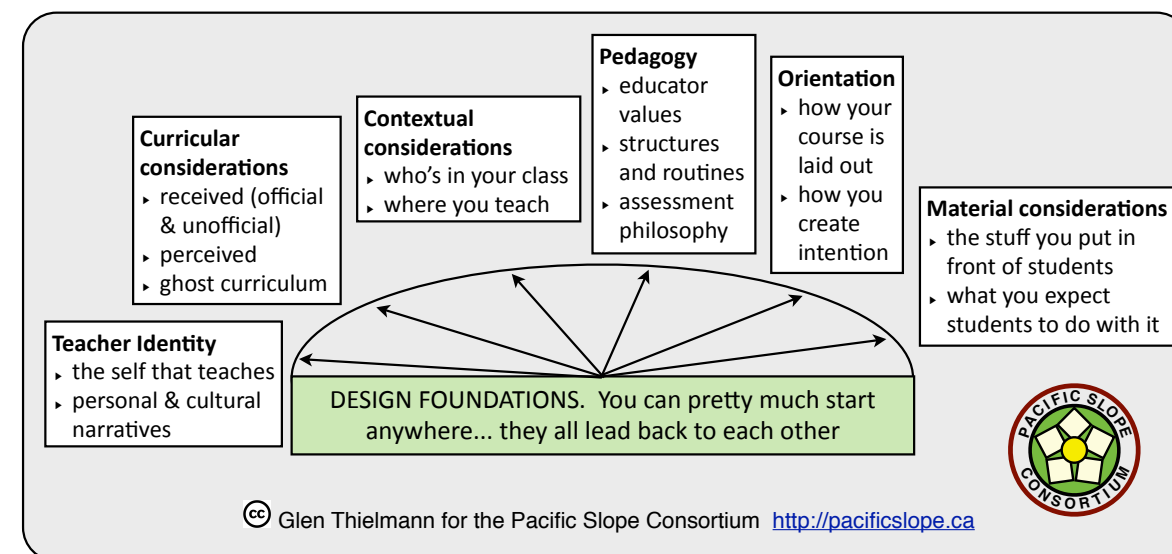 Teacher Identity
‣ the self that teaches
‣ personal & cultural
narratives
Curricular
considerations
‣ received (official
& unofficial)
‣ perceived
‣ ghost curriculum
Contextual
considerations
‣ who's in your class
‣ where you teach
Pedagogy
‣ educator
values
‣ structures
and routines
‣ assessment
philosophy
Orientation
‣ how your
course is
laid out
‣ how you
create
intention
Material considerations
‣ the stuff you put in
front of students
‣ what you expect
students to do with it
DESIGN FOUNDATIONS.  You can pretty much start
anywhere... they all lead back to each other
PACIFIC SLOPE
CONSORTIUM
cc Glen Thielmann for the Pacific Slope Consortium  http://pacificslope.ca